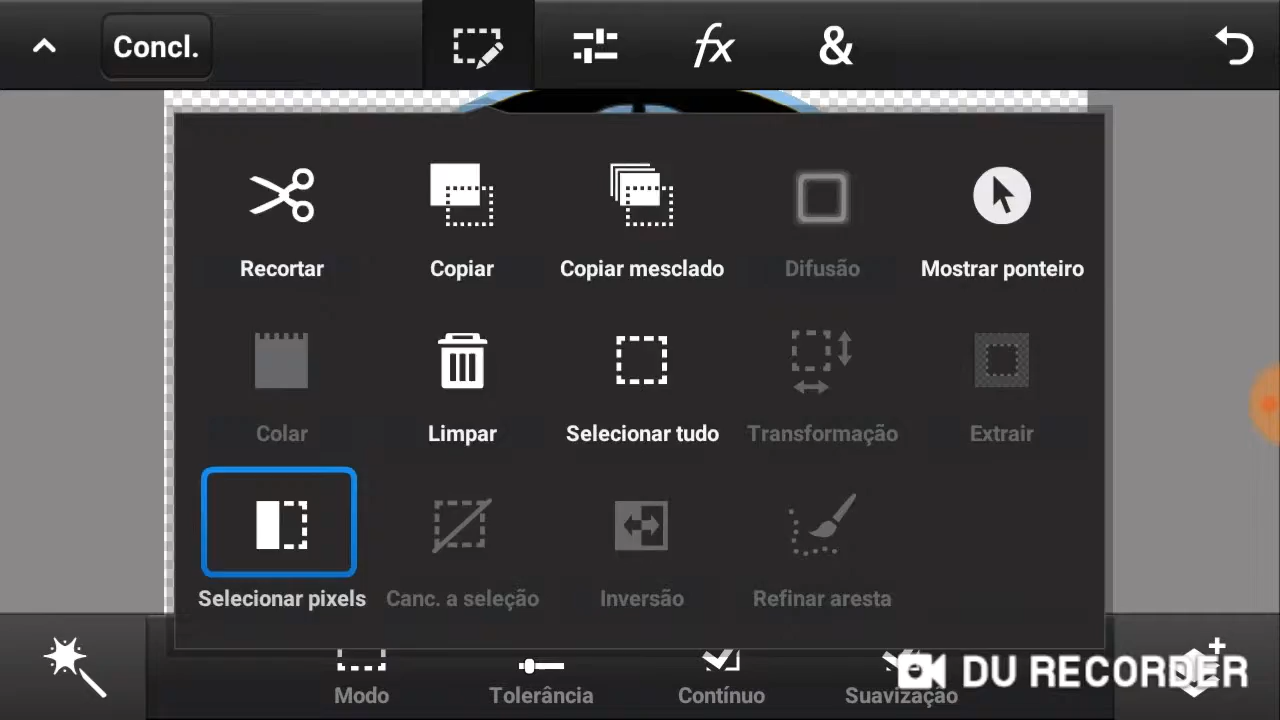 Concl.
fx
&
Recortar
Copiar
Copiar mesclado
Difusão
Mostrar ponteiro
Colar
Limpar
Selecionar tudo
Transformação
Extrair
Selecionar pixels
Canc. a seleção
Inversão
Refinar aresta
Modo
Tolerância
Contínuo
Suavização
DU RECORDER